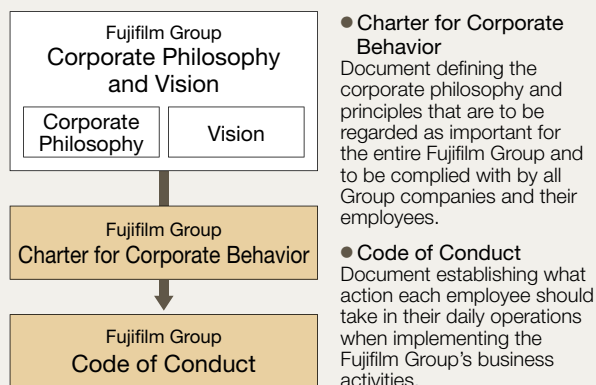 Fujifilm Group
Corporate Philosophy
and Vision
Corporate
Philosophy
Vision
Fujifilm Group
Charter for Corporate Behavior
Fujifilm Group
Code of Conduct
● Charter for Corporate
Behavior
Document defining the
corporate philosophy and
principles that are to be
regarded as important for
the entire Fujifilm Group and
to be complied with by all
Group companies and their
employees.
● Code of Conduct
Document establishing what
action each employee should
take in their daily operations
when implementing the
Fujifilm Group’s business
activities.